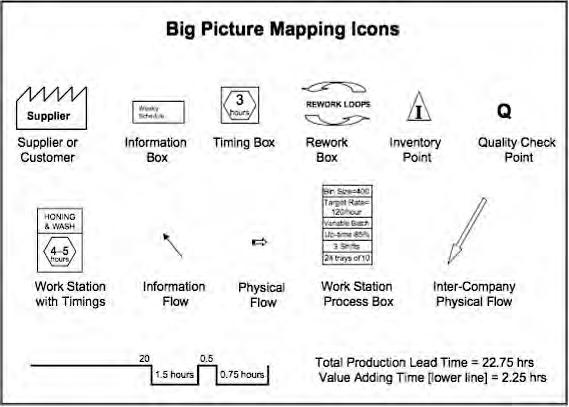 Big Picture Mapping Icons
Supplier
Supplier or
Customer
Weekly
Schedule
Information
Box
3
hours
Timing Box
REWORK LOOPS
Rework
Box
I
Inventory
Point
Q
Quality Check
Point
HONING
& WASH
4–5
hours
Work Station
with Timings
Information
Flow
Physical
Flow
Bin Size=400
Target Rate=
120/hour
Variable Batch
Up-time 85%
3 Shifts
24 trays of 10
Work Station
Process Box
Inter-Company
Physical Flow
20
1.5 hours
0.5
0.75 hours
Total Production Lead Time = 22.75 hrs
Value Adding Time [lower line] = 2.25 hrs